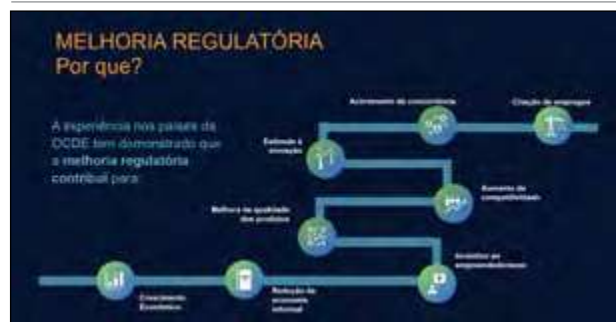 MELHORIA REGULATÓRIA
Por que?
A experiência nos países da
OCDE tem demonstrado que
a melhoria regulatória
contribui para:
Acirramento da concorrência
Criação de empregos
Estímulo à
inovação
Aumento da
competitividade
Melhora na qualidade
dos produtos
Incentivo ao
empreendedorismo
Crescimento
Econômico
Redução da
economia
informal